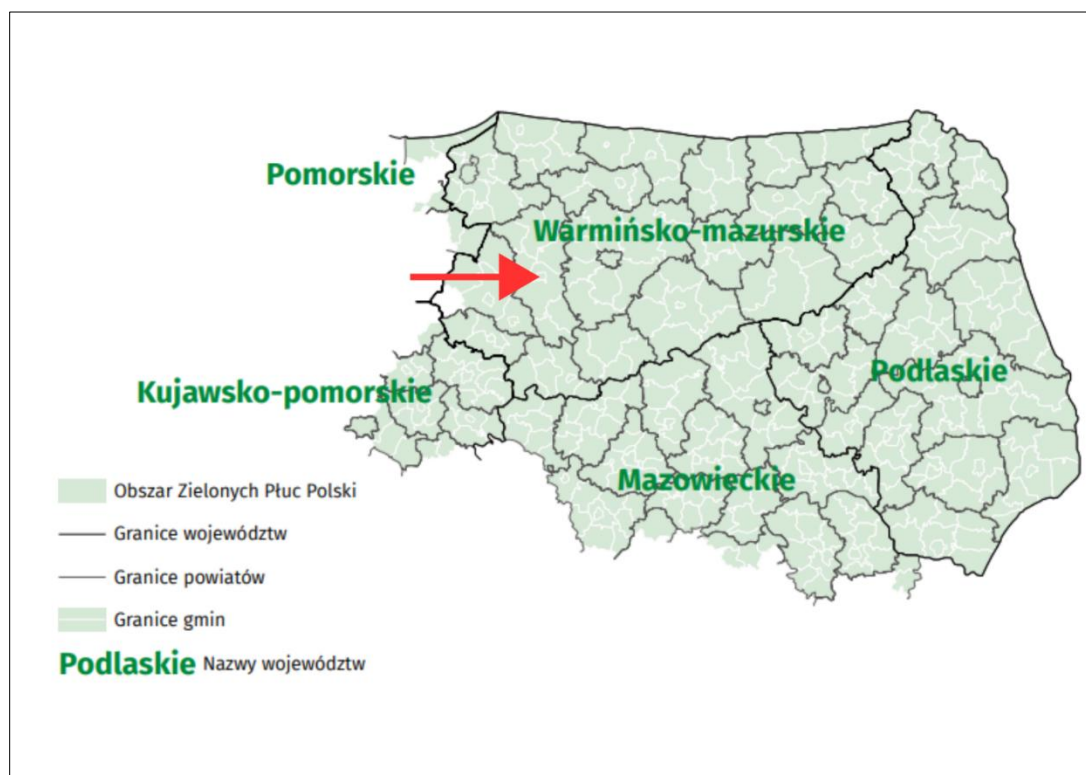 Pomorskie
Warmińsko-mazurskie
Podlaskie
Kujawsko-pomorskie
Mazowieckie
Obszar Zielonych Płuc Polski
Granice województw
Granice powiatów
Granice gmin
Podlaskie Nazwy województw